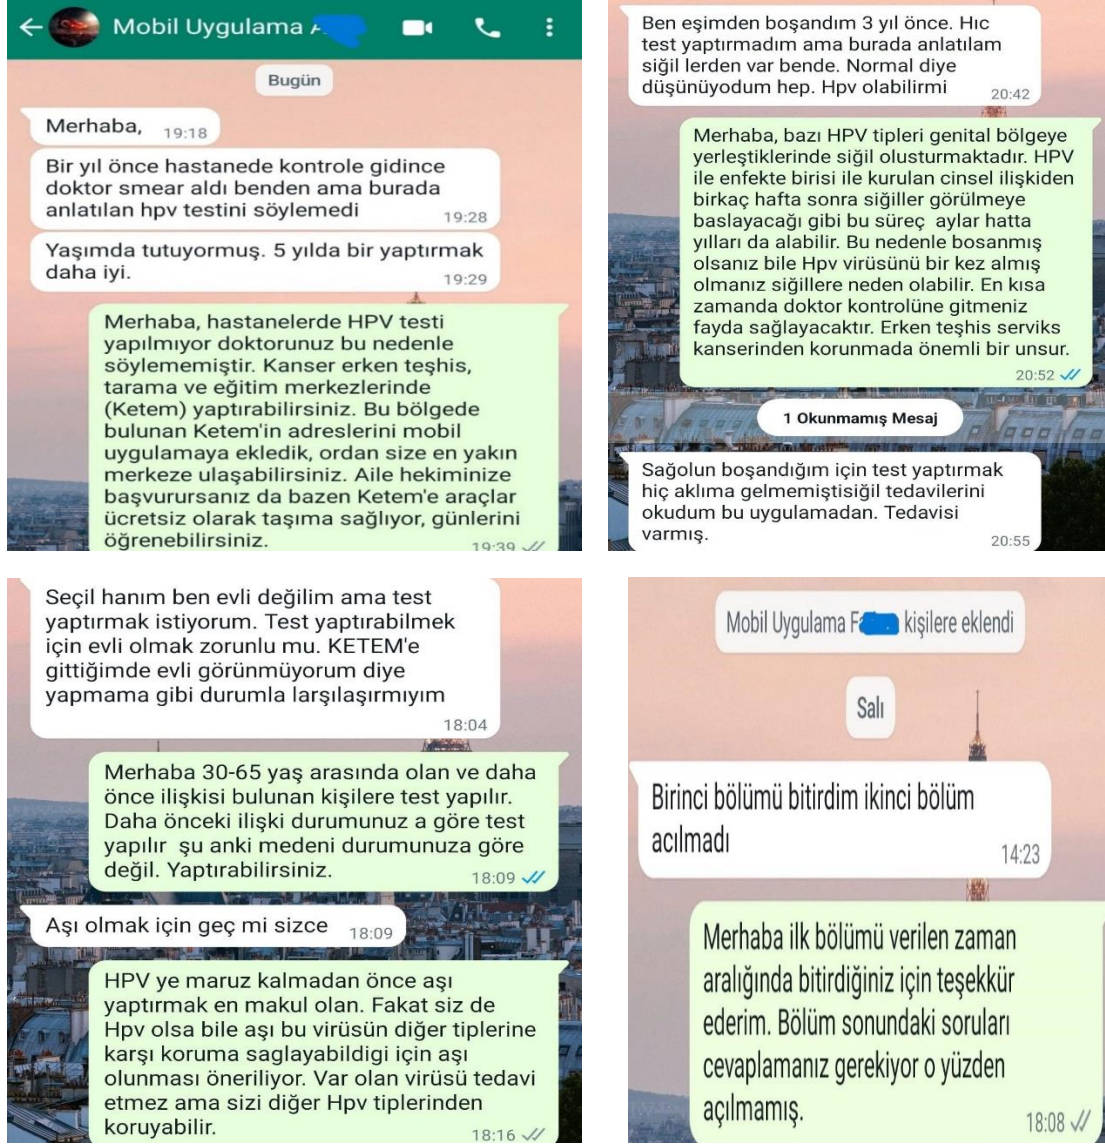 Mobil Uygulama
Bugün
Merhaba, 19:18
Bir yıl önce hastanede kontrole gidince
doktor smear aldı benden ama burada
anlatılan hpv testini söylemedi 19:28
Yaşımda tutuyormuş. 5 yılda bir yaptırmak
daha iyi. 19:29
Merhaba, hastanelerde HPV testi
yapılmıyor doktorunuz bu nedenle
söylememiştir. Kanser erken teşhis,
tarama ve eğitim merkezlerinde
(Ketem) yaptırabilirsiniz. Bu bölgede
bulunan Ketem'in adreslerini mobil
uygulamaya ekledik, ordan size en yakın
merkeze ulaşabilirsiniz. Aile hekiminize
başvurursanız da bazen Ketem'e araçlar
ücretsiz olarak taşıma sağlıyor, günlerini
öğrenebilirsiniz. 19:39
Ben eşimden boşandım 3 yıl önce. Hıc
test yaptırmadım ama burada anlatılam
siğil lerden var bende. Normal diye
düşünüyodum hep. Hpv olabilirmi 20:42
Merhaba, bazı HPV tipleri genital bölgeye
yerleştiklerinde siğil olusturmaktadır. HPV
ile enfekte birisi ile kurulan cinsel ilişkiden
birkaç hafta sonra siğiller görülmeye
baslayacağı gibi bu süreç aylar hatta
yılları da alabilir. Bu nedenle bosanmış
olsanız bile Hpv virüsünü bir kez almış
olmanız siğillere neden olabilir. En kısa
zamanda doktor kontrolüne gitmeniz
fayda sağlayacaktır. Erken teşhis serviks
kanserinden korunmada önemli bir unsur.
20:52
1 Okunmamış Mesaj
Sağolun boşandığım için test yaptırmak
hiç aklıma gelmemiştisiğil tedavilerini
okudum bu uygulamadan. Tedavisi
varmış. 20:55
Seçil hanım ben evli değilim ama test
yaptırmak istiyorum. Test yaptırabilmek
için evli olmak zorunlu mu. KETEM'e
gittiğimde evli görünmüyorum diye
yapmama gibi durumla larşılaşırmıyım
18:04
Merhaba 30-65 yaş arasında olan ve daha
önce ilişkisi bulunan kişilere test yapılır.
Daha önceki ilişki durumunuz a göre test
yapılır şu anki medeni durumunuza göre
değil. Yaptırabilirsiniz. 18:09
Aşı olmak için geç mi sizce 18:09
HPV ye maruz kalmadan önce aşı
yaptırmak en makul olan. Fakat siz de
Hpv olsa bile aşı bu virüsün diğer tiplerine
karşı koruma saglayabildigi için aşı
olunması öneriliyor. Var olan virüsü tedavi
etmez ama sizi diğer Hpv tiplerinden
koruyabilir. 18:16
Mobil Uygulama kişilere eklendi
Salı
Birinci bölümü bitirdim ikinci bölüm
acılmadı 14:23
Merhaba ilk bölümü verilen zaman
aralığında bitirdiğiniz için teşekkür
ederim. Bölüm sonundaki soruları
cevaplamanız gerekiyor o yüzden
açılmamış. 18:08